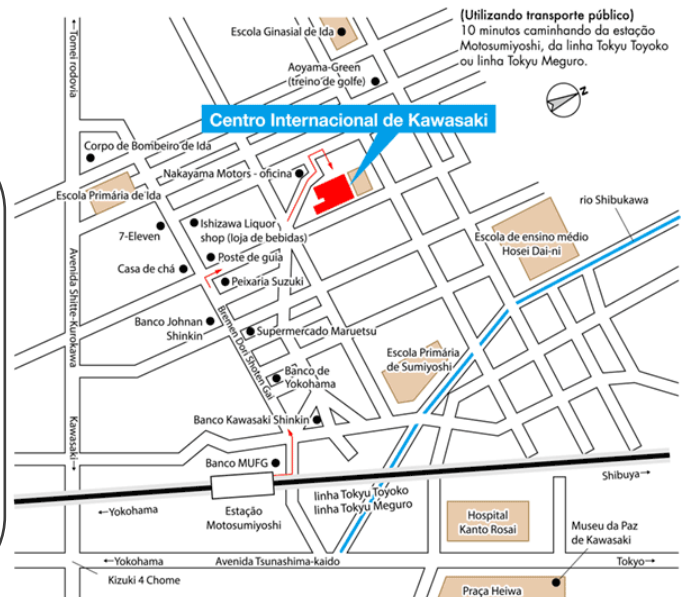 (Utilizando transporte público)
10 minutos caminhando da estação
Motosumiyoshi, da linha Tokyu Toyoko
ou linha Tokyu Meguro.
Z
←Tomei rodovia
Escola Ginasial de Ida
Aoyama-Green
(treino de golfe)
Centro Internacional de Kawasaki
Corpo de Bombeiro de Ida
Nakayama Motors - oficina
Escola Primária de Ida
7-Eleven
Ishizawa Liquor
shop (loja de bebidas)
Casa de chá
Poste de guia
Peixaria Suzuki
rio Shibukawa
Escola de ensino médio
Hosei Dai-ni
Avenida Shitte-Kurokawa
Banco Johnan
Shinkin
Bremen Dori Shoten Gai
Supermercado Maruetsu
Banco de
Yokohama
Escola Primária
de Sumiyoshi
Kawasaki→
Banco Kawasaki Shinkin
Banco MUFG
Shibuya→
←Yokohama
Estação
Motosumiyoshi
linha Tokyu Toyoko
linha Tokyu Meguro
Hospital
Kanto Rosai
Museu da Paz
de Kawasaki
←Yokohama
Avenida Tsunashima-kaido
Tokyo→
Kizuki 4 Chome
Praça Heiwa